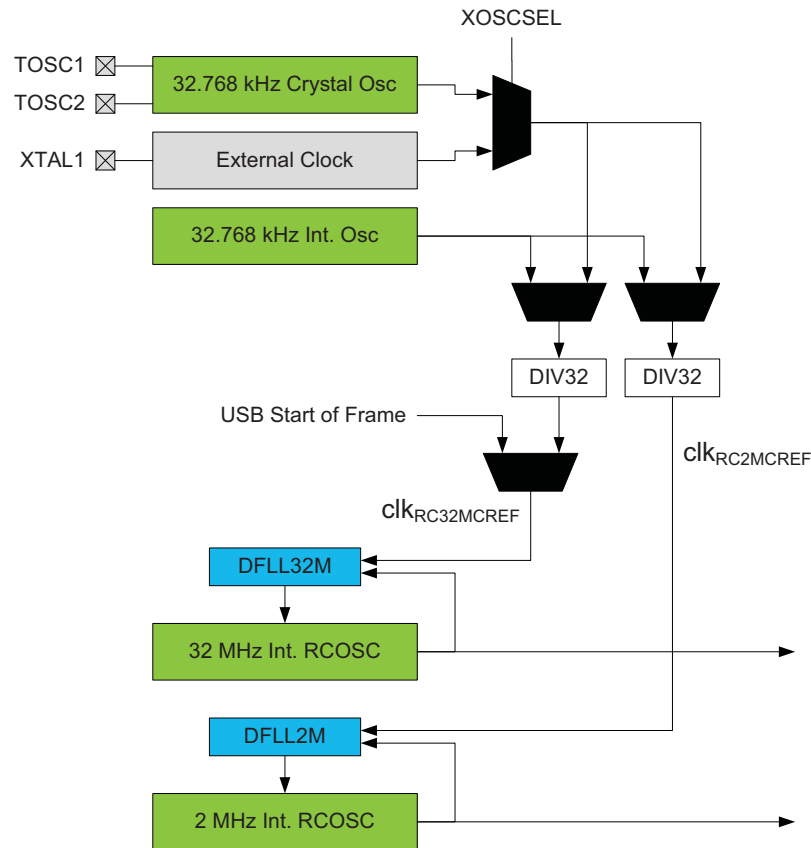 XOSCSEL
TOSC1
32.768 kHz Crystal Osc
TOSC2
XTAL1
External Clock
32.768 kHz Int. Osc
DIV32
DIV32
USB Start of Frame
clkRC2MCREF
clkRC32MCREF
DFLL32M
32 MHz Int. RCOSC
DFLL2M
2 MHz Int. RCOSC